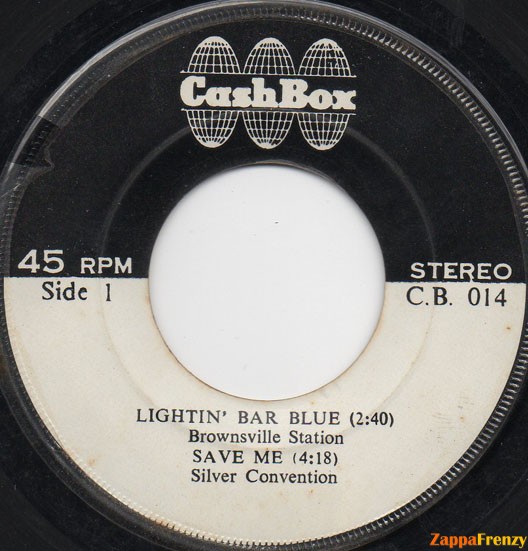 CashBox
45 RPM
STEREO
Side 1
C.B. 014
LIGHTIN' BAR BLUE (2:40)
Brownsville Station
SAVE ME (4:18)
Silver Convention
ZappaFrenzy